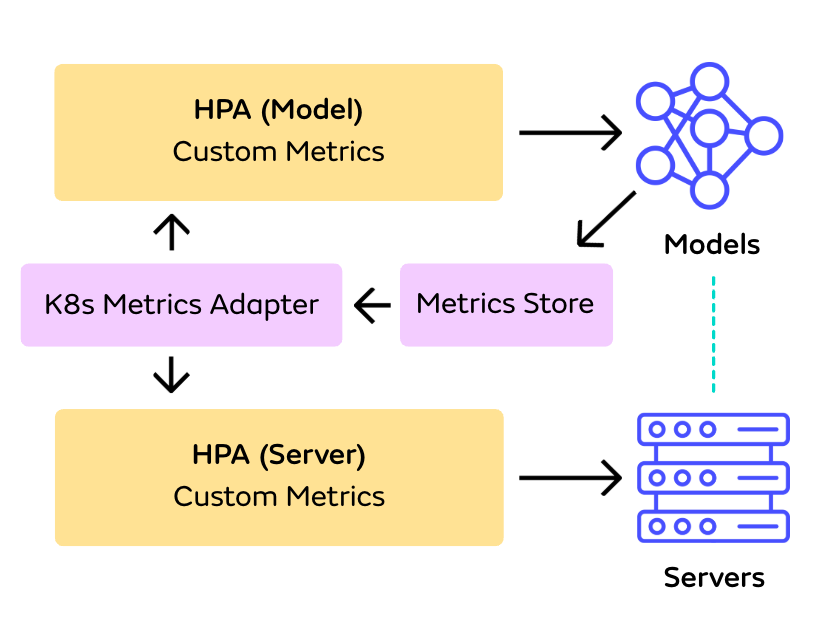 HPA (Model)
Custom Metrics
Models
K8s Metrics Adapter
Metrics Store
HPA (Server)
Custom Metrics
Servers